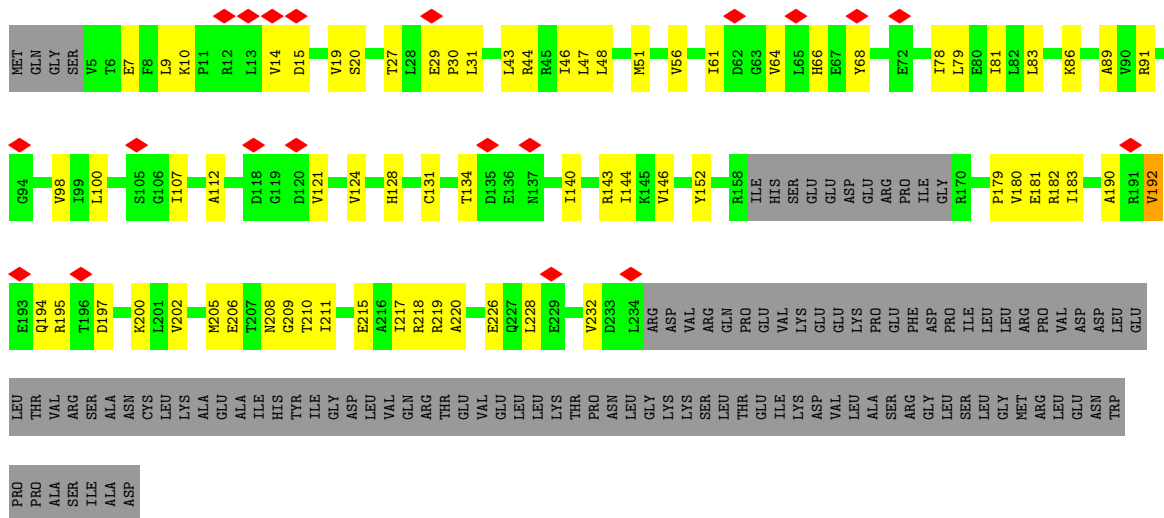 MET GLN GLY SER V5 T6 E7 F8 L9 K10 P11 R12 L13 V14 D15 V19 S20 T27 L28 E29 P30 L31 L43 R44 R45 I46 L47 L48 M51 V56 I61 D62 G63 V64 L65 H66 E67 Y68 E72 I78 L79 E80 I81 L82 L83 K86 A89 V90 R91
G94 V98 I99 L100 S105 G106 I107 A112 D118 G119 D120 V121 V124 H128 C131 T134 D135 E136 N137 I140 R143 I144 K145 V146 Y152 R158 ILE HIS SER GLU GLU ASP GLU ARG PRO ILE GLY R170 P179 V180 E181 R182 I183 A190 R191 V192
E193 Q194 R195 T196 D197 K200 L201 V202 M205 E206 T207 N208 G209 T210 I211 E215 A216 I217 R218 R219 A220 E226 Q227 L228 E229 V232 D233 L234 ARG ASP VAL ARG GLN PRO GLU VAL LYS GLU GLU LYS PRO GLU PHE ASP PRO ILE LEU LEU ARG PRO VAL ASP ASP LEU GLU
LEU THR VAL ARG SER ALA ASN CYS LEU LYS ALA GLU ALA ILE HIS TYR ILE GLY ASP LEU VAL GLN ARG THR GLU VAL GLU LEU LEU LYS THR PRO ASN LEU GLY LYS LYS SER LEU THR GLU ILE LYS ASP VAL LEU ALA SER ARG GLY LEU SER LEU GLY MET ARG LEU GLU ASN TRP
PRO PRO ALA SER ILE ALA ASP